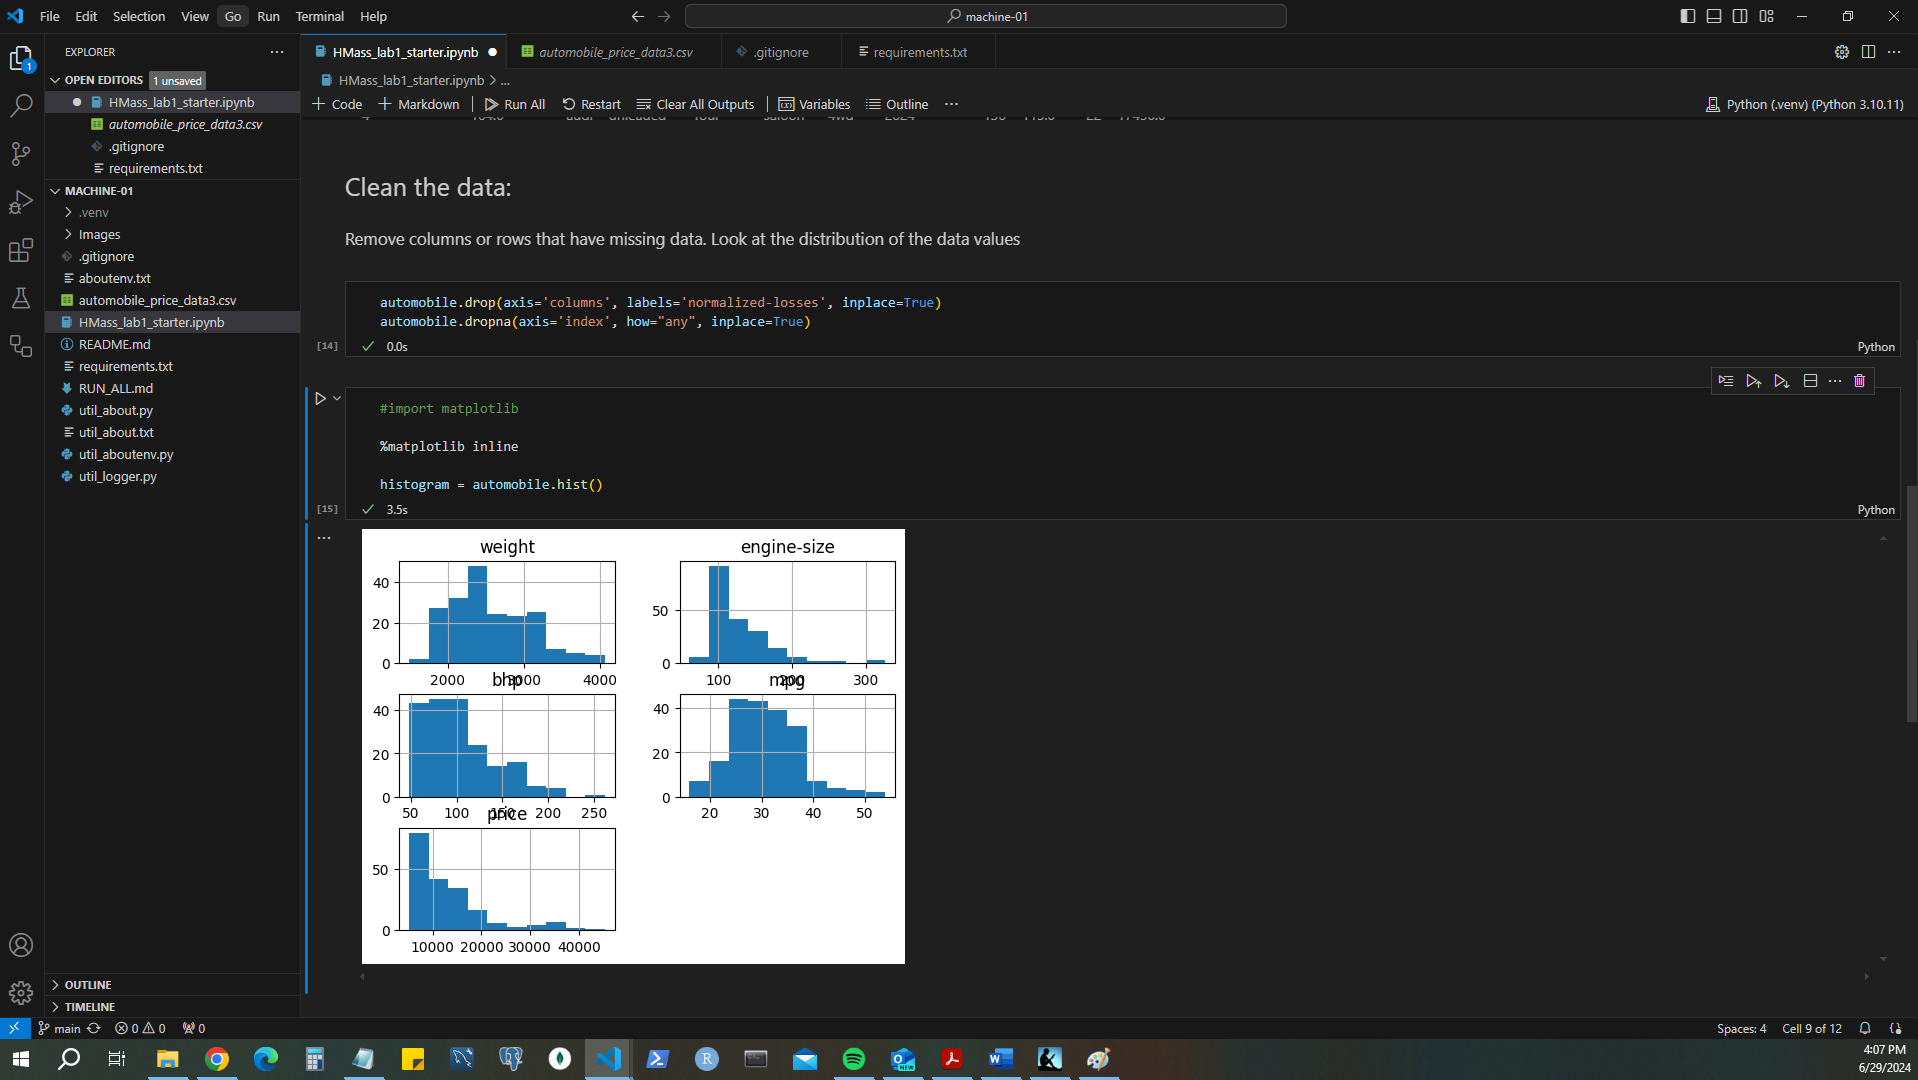 File Edit Selection View Go Run Terminal Help
machine-01
EXPLORER
OPEN EDITORS 1 unsaved
HMass_lab1_starter.ipynb
automobile_price_data3.csv
.gitignore
requirements.txt
MACHINE-01
.venv
Images
.gitignore
aboutenv.txt
automobile_price_data3.csv
HMass_lab1_starter.ipynb
README.md
requirements.txt
RUN_ALL.md
util_about.py
util_about.txt
util_aboutenv.py
util_logger.py
OUTLINE
TIMELINE
HMass_lab1_starter.ipynb
automobile_price_data3.csv
.gitignore
requirements.txt
HMass_lab1_starter.ipynb > ...
+ Code + Markdown Run All Restart Clear All Outputs Variables Outline ...
Python (.venv) (Python 3.10.11)
Clean the data:
Remove columns or rows that have missing data. Look at the distribution of the data values
automobile.drop(axis='columns', labels='normalized-losses', inplace=True)
automobile.dropna(axis='index', how="any", inplace=True)
[14] 0.0s Python
#import matplotlib
%matplotlib inline
histogram = automobile.hist()
[15] 3.5s Python
weight
40
20
0
2000 3000 4000
engine-size
50
0
100 200 300
bhp
40
20
0
50 100 150 200 250
mpg
40
20
0
20 30 40 50
price
50
0
10000 20000 30000 40000
main 0 0 0
Spaces: 4 Cell 9 of 12
4:07 PM
6/29/2024